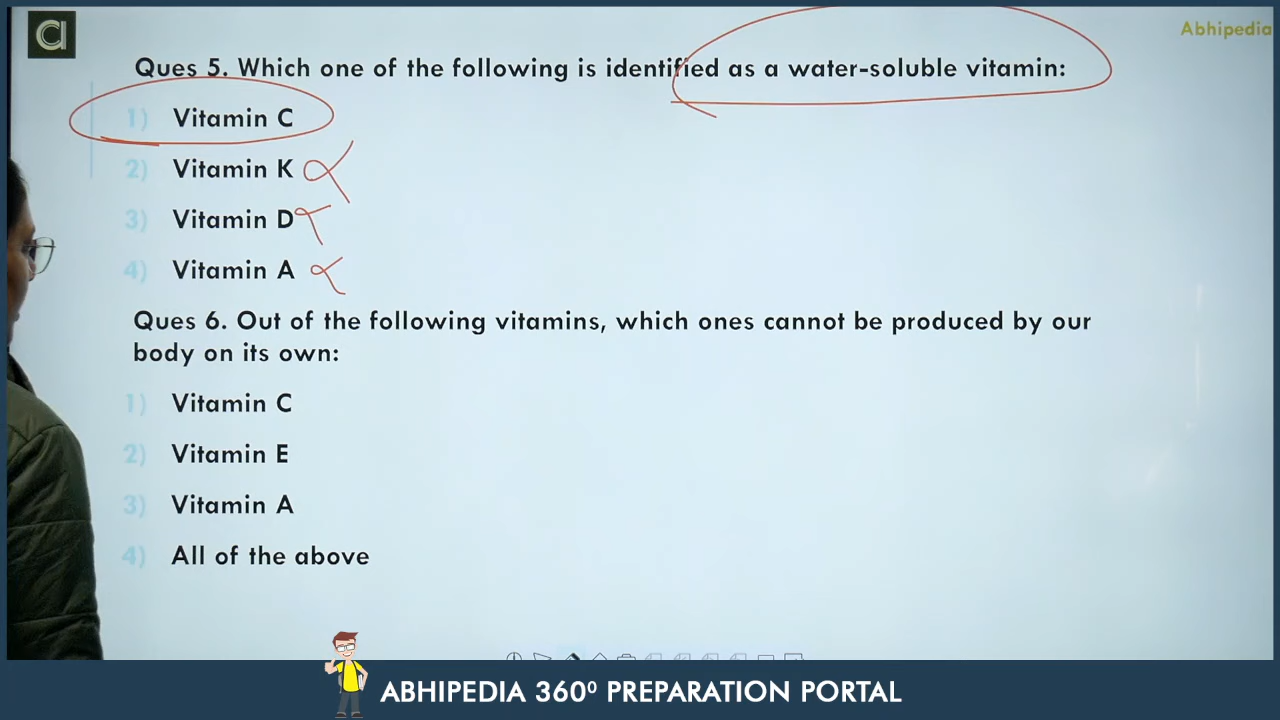 Abhipedia
Ques 5. Which one of the following is identified as a water-soluble vitamin:
1) Vitamin C
2) Vitamin K
3) Vitamin D
4) Vitamin A
Ques 6. Out of the following vitamins, which ones cannot be produced by our
body on its own:
1) Vitamin C
2) Vitamin E
3) Vitamin A
4) All of the above
ABHIPEDIA 360⁰ PREPARATION PORTAL